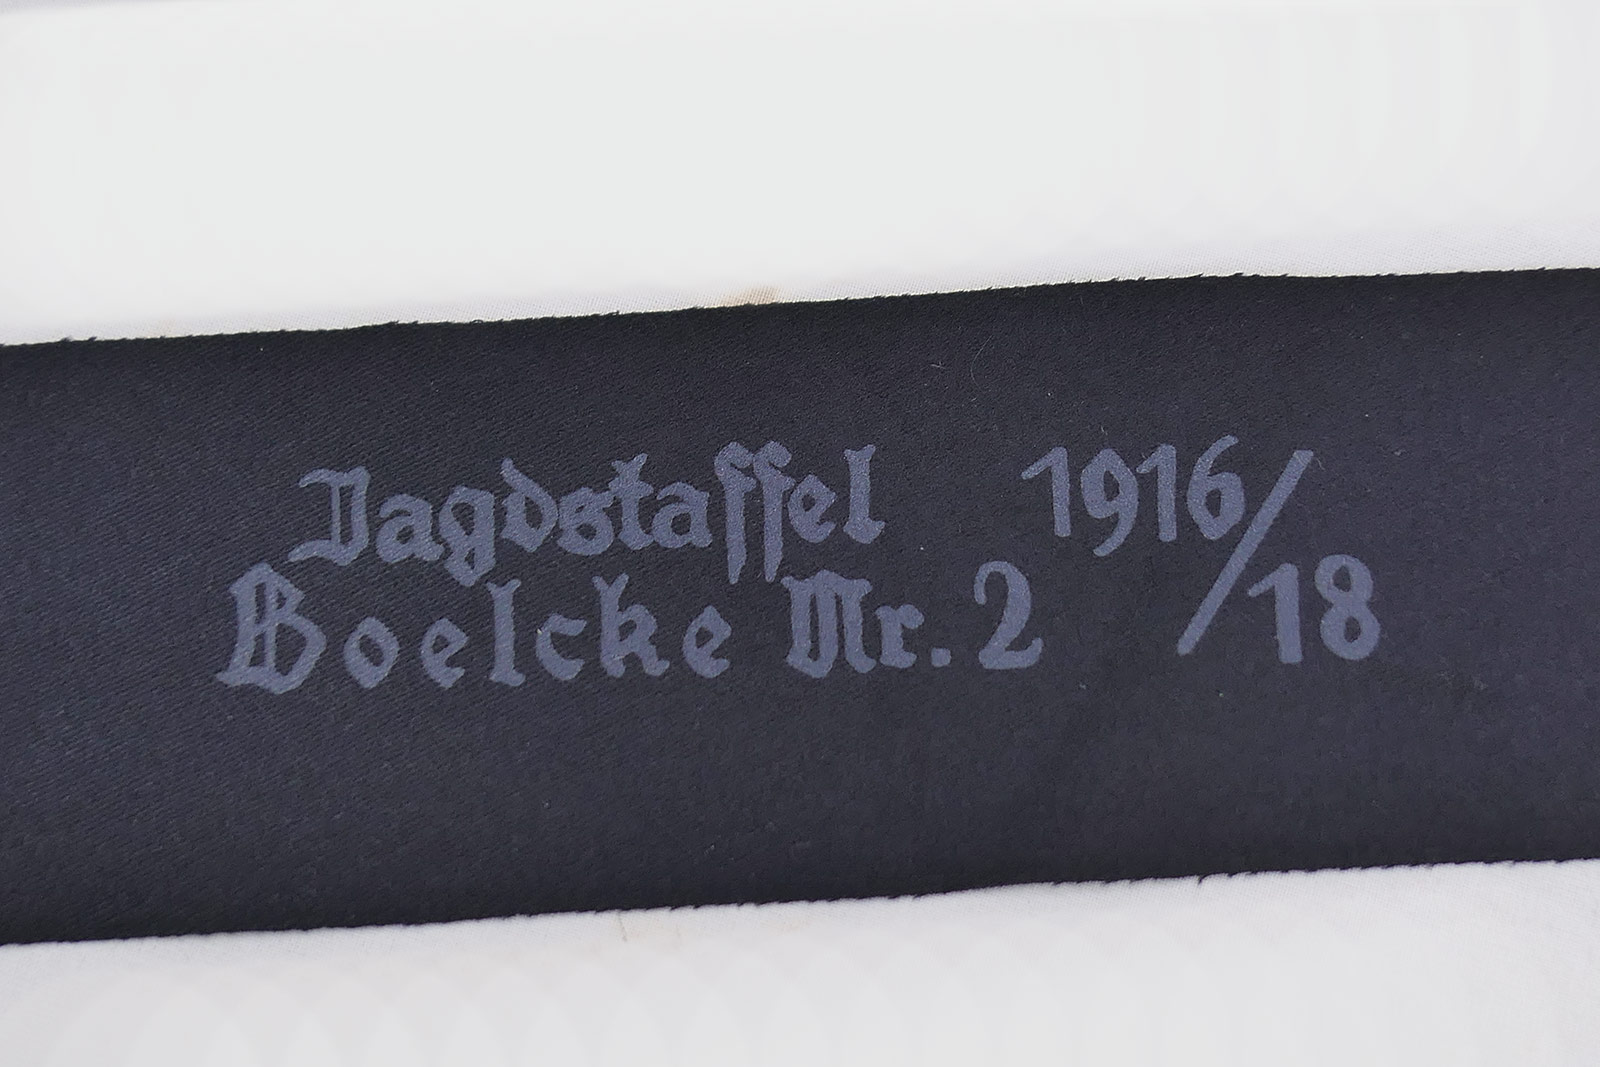 Jagdstaffel 1916/
Boelcke Nr. 2 /18